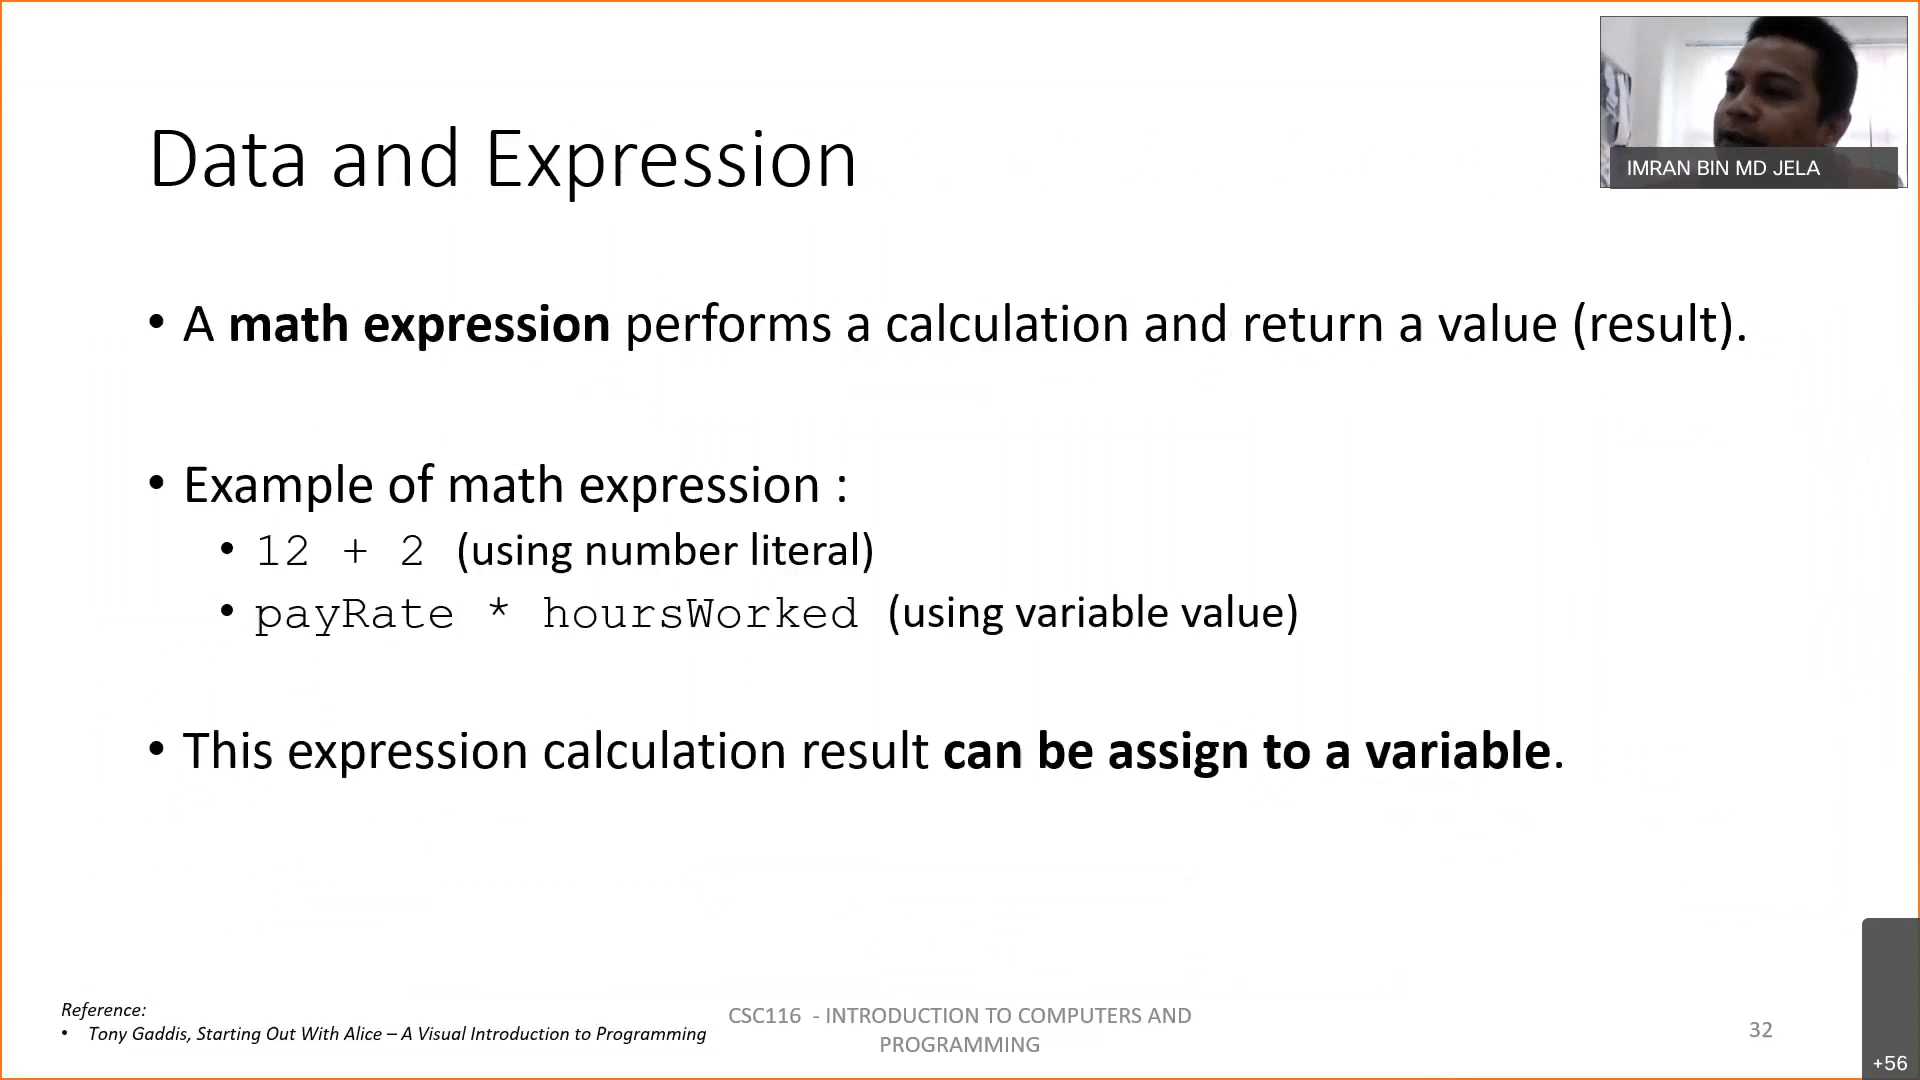 IMRAN BIN MD JELA
Data and Expression
• A math expression performs a calculation and return a value (result).
• Example of math expression :
• 12 + 2 (using number literal)
• payRate * hoursWorked (using variable value)
• This expression calculation result can be assign to a variable.
Reference:
• Tony Gaddis, Starting Out With Alice – A Visual Introduction to Programming
CSC116 - INTRODUCTION TO COMPUTERS AND
PROGRAMMING
32
+56